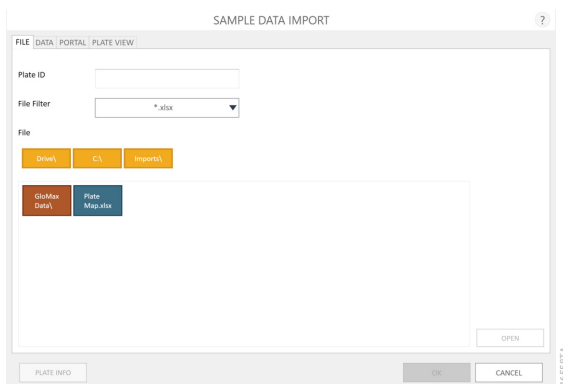 SAMPLE DATA IMPORT
?
FILE DATA PORTAL PLATE VIEW
Plate ID
File Filter
*.xlsx
File
Drive\ C:\ Imports\
GloMax
Data\
Plate
Map.xlsx
OPEN
PLATE INFO
OK
CANCEL